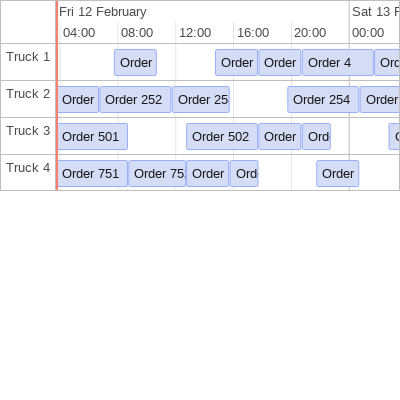 Fri 12 February Sat 13 F
04:00 08:00 12:00 16:00 20:00 00:00
Truck 1 Order Order Order Order 4 Ord
Truck 2 Order Order 252 Order 25 Order 254 Order
Truck 3 Order 501 Order 502 Order Ord
Truck 4 Order 751 Order 75 Order Ord Order